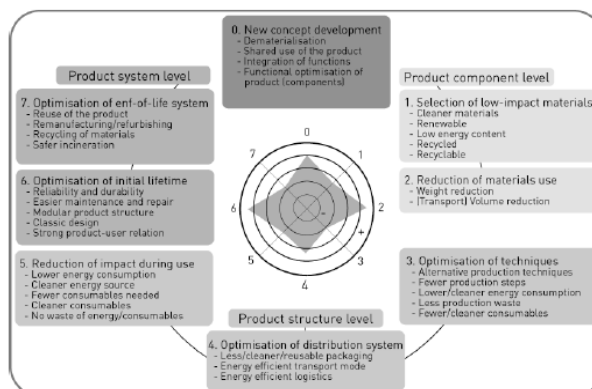 0. New concept development
- Dematerialisation
- Shared use of the product
- Integration of functions
- Functional optimisation of
product (components)
Product system level
7. Optimisation of enf-of-life system
- Reuse of the product
- Remanufacturing/refurbishing
- Recycling of materials
- Safer incineration
6. Optimisation of initial lifetime
- Reliability and durability
- Easier maintenance and repair
- Modular product structure
- Classic design
- Strong product-user relation
5. Reduction of impact during use
- Lower energy consumption
- Cleaner energy source
- Fewer consumables needed
- Cleaner consumables
- No waste of energy/consumables
Product component level
1. Selection of low-impact materials
- Cleaner materials
- Renewable
- Low energy content
- Recycled
- Recyclable
2. Reduction of materials use
- Weight reduction
- (Transport) Volume reduction
3. Optimisation of techniques
- Alternative production techniques
- Fewer production steps
- Lower/cleaner energy consumption
- Less production waste
- Fewer/cleaner consumables
Product structure level
4. Optimisation of distribution system
- Less/cleaner/reusable packaging
- Energy efficient transport mode
- Energy efficient logistics
0
7 1
6 2
- +
5 3
4